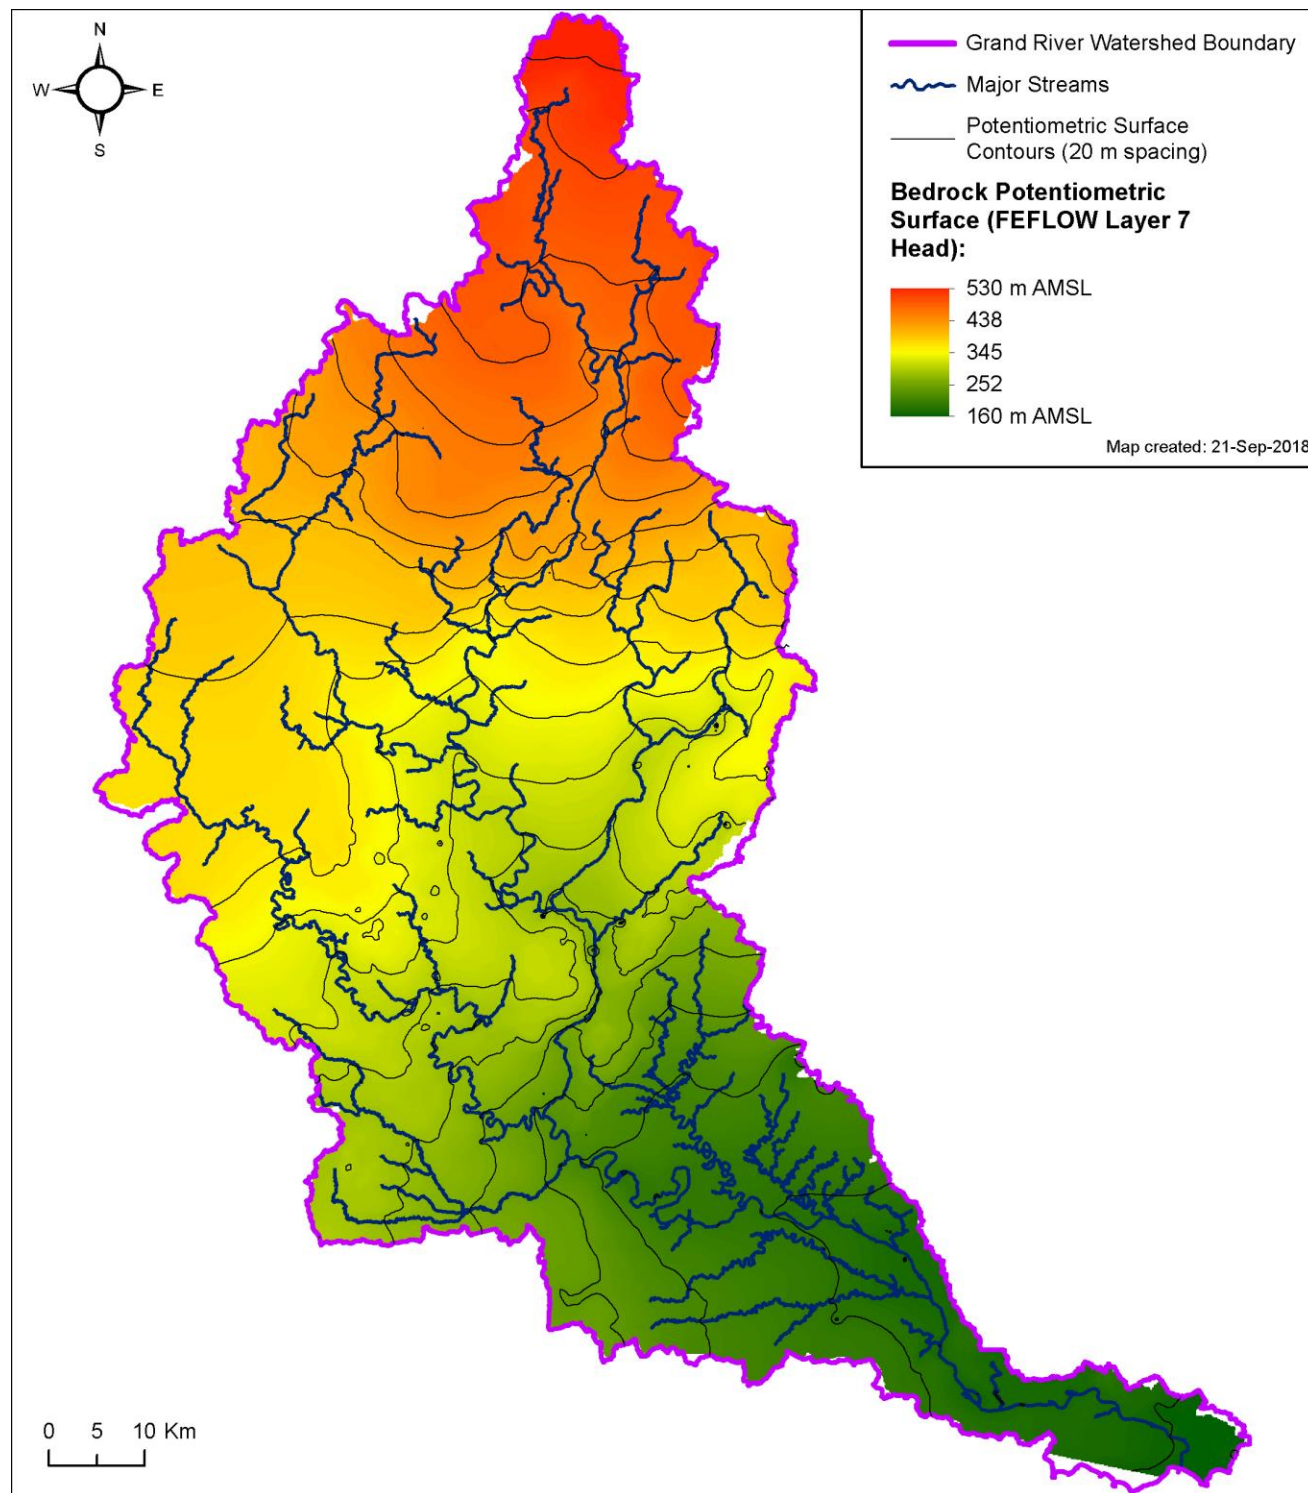 N
W E
S
Grand River Watershed Boundary
Major Streams
Potentiometric Surface
Contours (20 m spacing)
Bedrock Potentiometric
Surface (FEFLOW Layer 7
Head):
530 m AMSL
438
345
252
160 m AMSL
Map created: 21-Sep-2018
0 5 10 Km